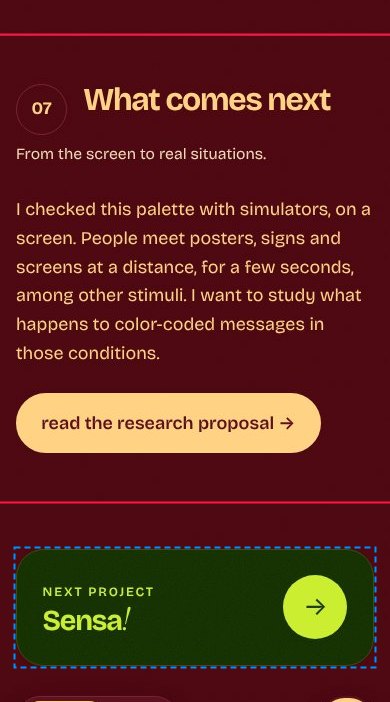 07
What comes next
From the screen to real situations.
I checked this palette with simulators, on a
screen. People meet posters, signs and
screens at a distance, for a few seconds,
among other stimuli. I want to study what
happens to color-coded messages in
those conditions.
read the research proposal →
NEXT PROJECT
Sensa!
→